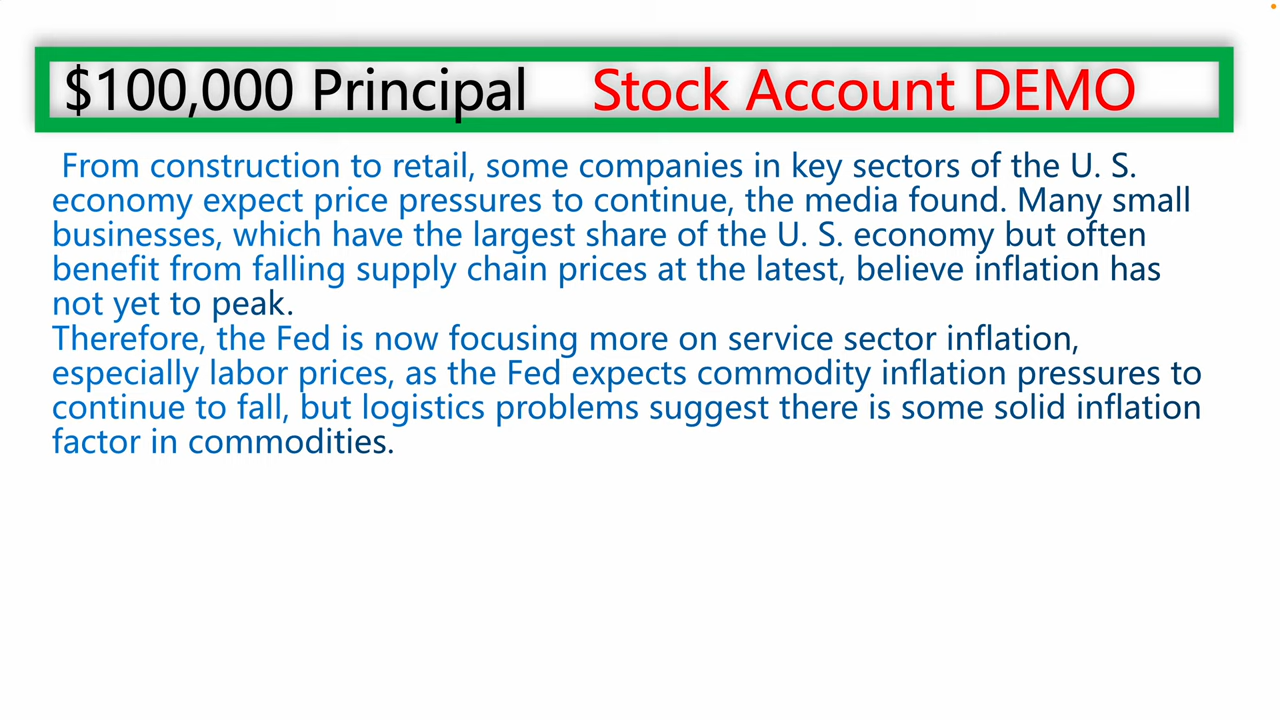 $100,000 Principal Stock Account DEMO
From construction to retail, some companies in key sectors of the U. S.
economy expect price pressures to continue, the media found. Many small
businesses, which have the largest share of the U. S. economy but often
benefit from falling supply chain prices at the latest, believe inflation has
not yet to peak.
Therefore, the Fed is now focusing more on service sector inflation,
especially labor prices, as the Fed expects commodity inflation pressures to
continue to fall, but logistics problems suggest there is some solid inflation
factor in commodities.